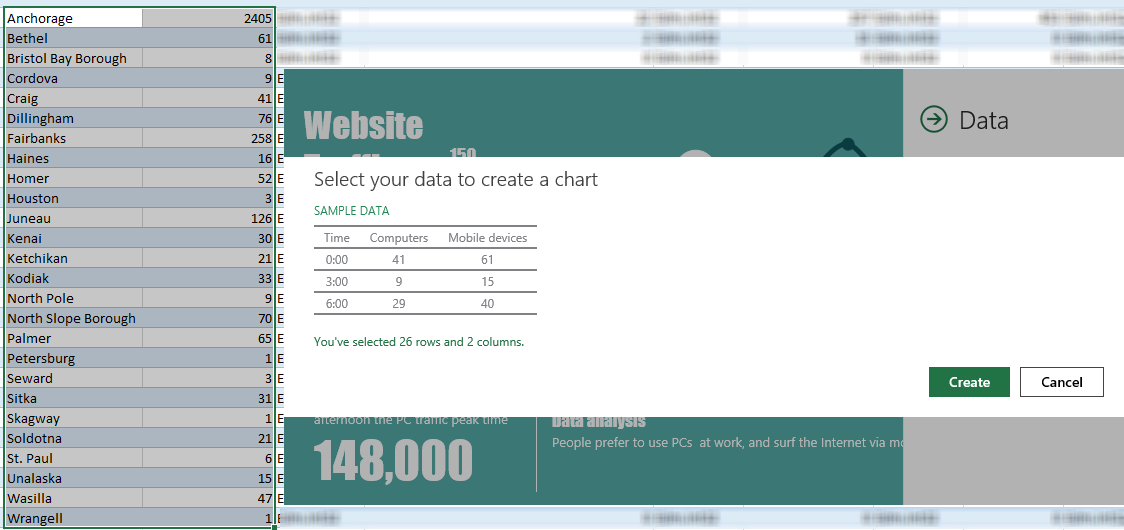 Anchorage 2405
Bethel 61
Bristol Bay Borough 8
Cordova 9 E
Craig 41 E
Dillingham 76 E
Fairbanks 258 E
Haines 16 E
Homer 52 E
Houston 3 E
Juneau 126 E
Kenai 30 E
Ketchikan 21 E
Kodiak 33 E
North Pole 9 E
North Slope Borough 70 E
Palmer 65 E
Petersburg 1 E
Seward 3 E
Sitka 31 E
Skagway 1 E
Soldotna 21 E
St. Paul 6 E
Unalaska 15 E
Wasilla 47 E
Wrangell 1
Website
150
Data
Select your data to create a chart
SAMPLE DATA
Time Computers Mobile devices
0:00 41 61
3:00 9 15
6:00 29 40
You've selected 26 rows and 2 columns.
Create Cancel
afternoon the PC traffic peak time
148,000
Data analysis
People prefer to use PCs at work, and surf the Internet via mo